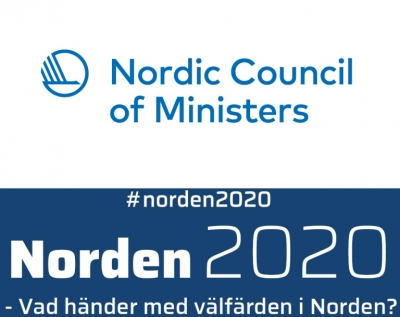 Nordic Council
of Ministers
#norden2020
Norden 2020
- Vad händer med välfärden i Norden?